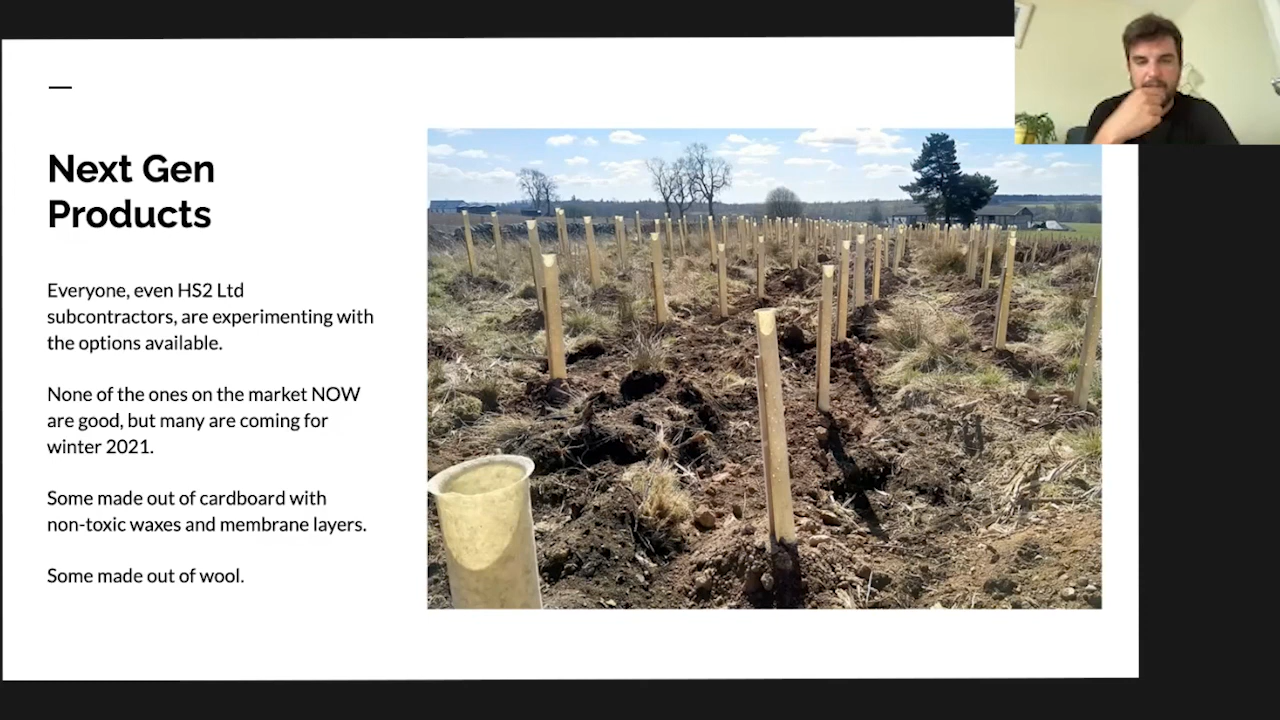 Next Gen
Products
Everyone, even HS2 Ltd
subcontractors, are experimenting with
the options available.
None of the ones on the market NOW
are good, but many are coming for
winter 2021.
Some made out of cardboard with
non-toxic waxes and membrane layers.
Some made out of wool.